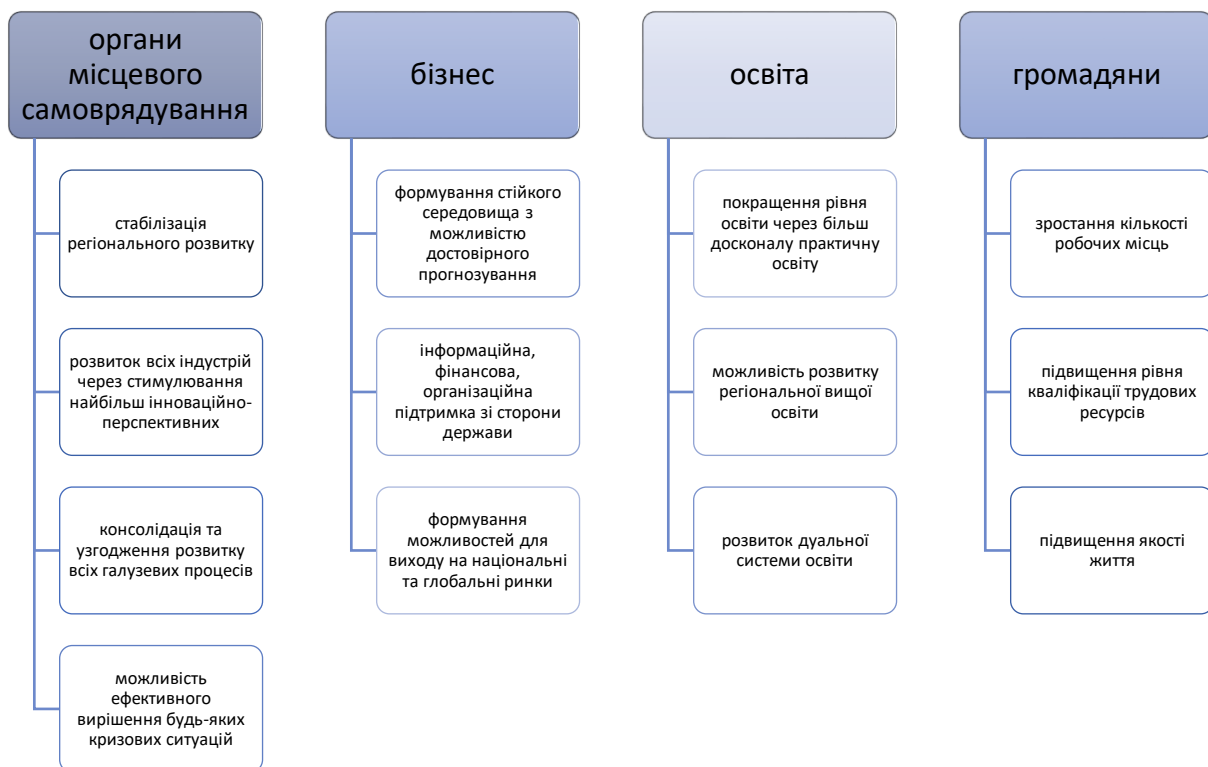 органи
місцевого
самоврядування
стабілізація
регіонального розвитку
розвиток всіх індустрій
через стимулювання
найбільш інноваційно-
перспективних
консолідація та
узгодження розвитку
всіх галузевих процесів
можливість
ефективного
вирішення будь-яких
кризових ситуацій
бізнес
формування стійкого
середовища з
можливістю
достовірного
прогнозування
інформаційна,
фінансова,
організаційна
підтримка зі сторони
держави
формування
можливостей для
виходу на національні
та глобальні ринки
освіта
покращення рівня
освіти через більш
досконалу практичну
освіту
можливість розвитку
регіональної вищої
освіти
розвиток дуальної
системи освіти
громадяни
зростання кількості
робочих місць
підвищення рівня
кваліфікації трудових
ресурсів
підвищення якості
життя